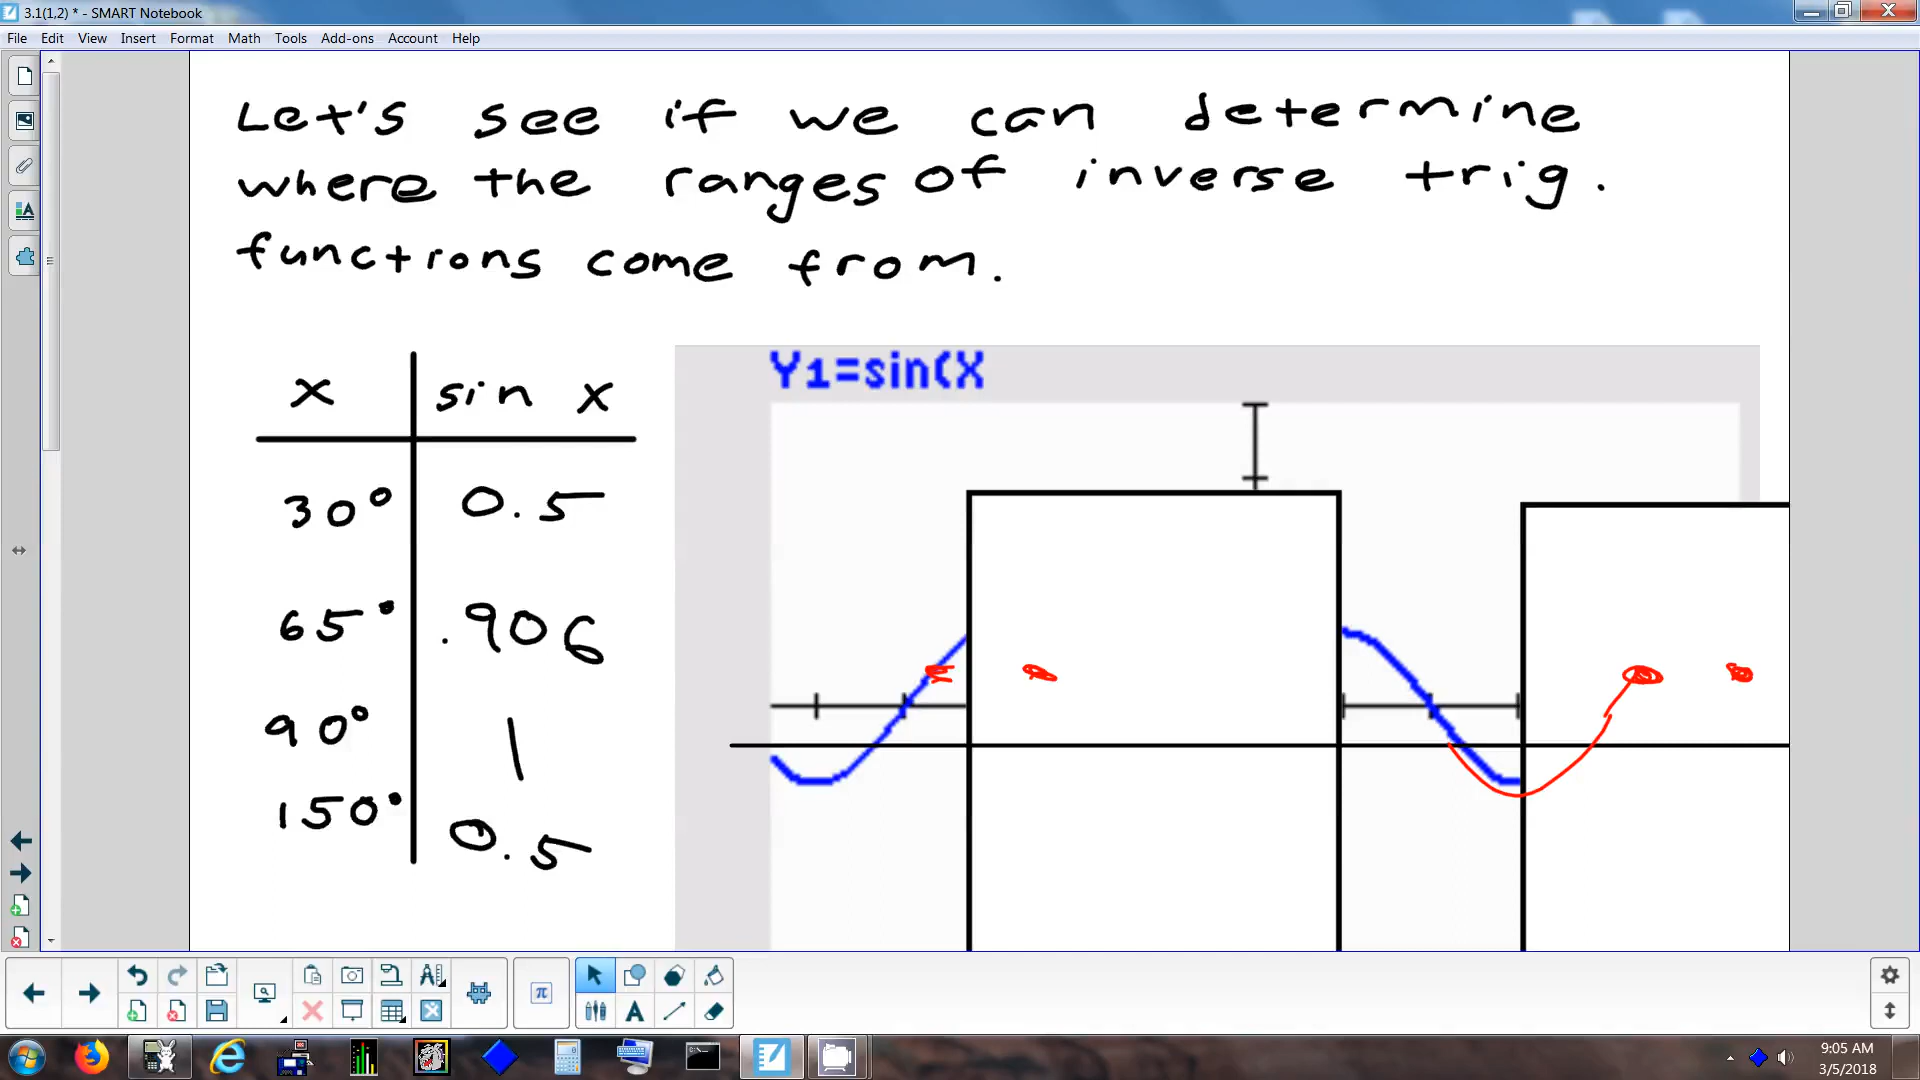 3.1(1,2) * - SMART Notebook
File Edit View Insert Format Math Tools Add-ons Account Help
Let's see if we can determine
where the ranges of inverse trig.
functions come from.
x sin x
30° 0.5
65° .906
90° 1
150° 0.5
Y1=sin(X
9:05 AM
3/5/2018